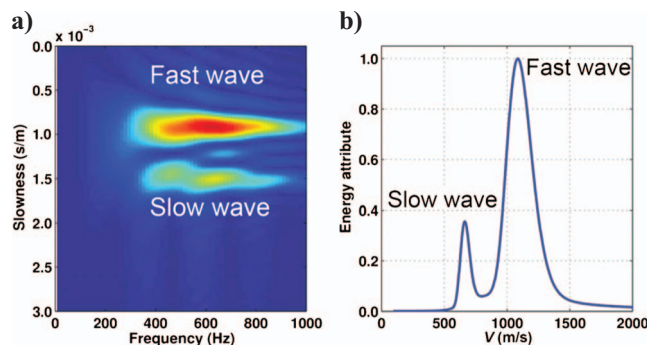 a)
× 10⁻³
0.0
0.5
1.0
1.5
2.0
2.5
3.0
Slowness (s/m)
Fast wave
Slow wave
0 200 400 600 800 1000
Frequency (Hz)
b)
1.0
0.8
0.6
0.4
0.2
0.0
Energy attribute
Fast wave
Slow wave
0 500 1000 1500 2000
V (m/s)